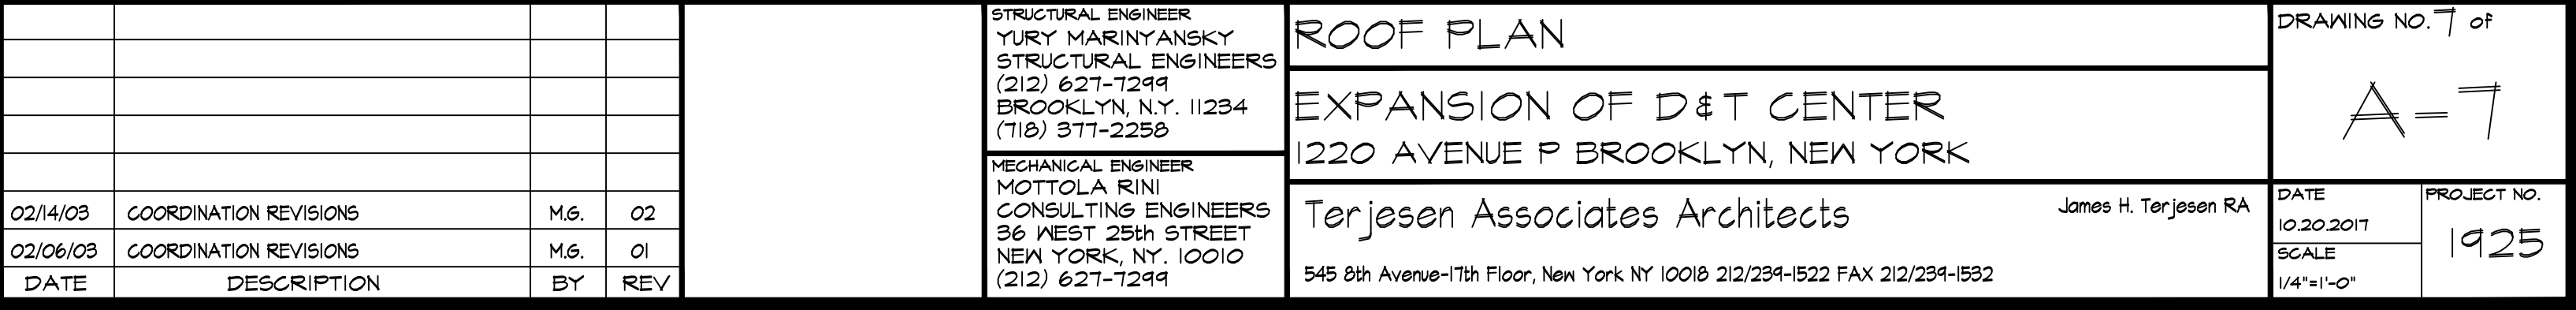 02/14/03 COORDINATION REVISIONS M.G. 02
02/06/03 COORDINATION REVISIONS M.G. 01
DATE DESCRIPTION BY REV
STRUCTURAL ENGINEER
YURY MARINYANSKY
STRUCTURAL ENGINEERS
(212) 627-7299
BROOKLYN, N.Y. 11234
(718) 377-2258
MECHANICAL ENGINEER
MOTTOLA RINI
CONSULTING ENGINEERS
36 WEST 25th STREET
NEW YORK, NY. 10010
(212) 627-7299
ROOF PLAN
EXPANSION OF D&T CENTER
1220 AVENUE P BROOKLYN, NEW YORK
Terjesen Associates Architects
James H. Terjesen RA
545 8th Avenue-17th Floor, New York NY 10018 212/239-1522 FAX 212/239-1532
DRAWING NO. 7 of
A-7
DATE
10.20.2017
SCALE
1/4"=1'-0"
PROJECT NO.
1925